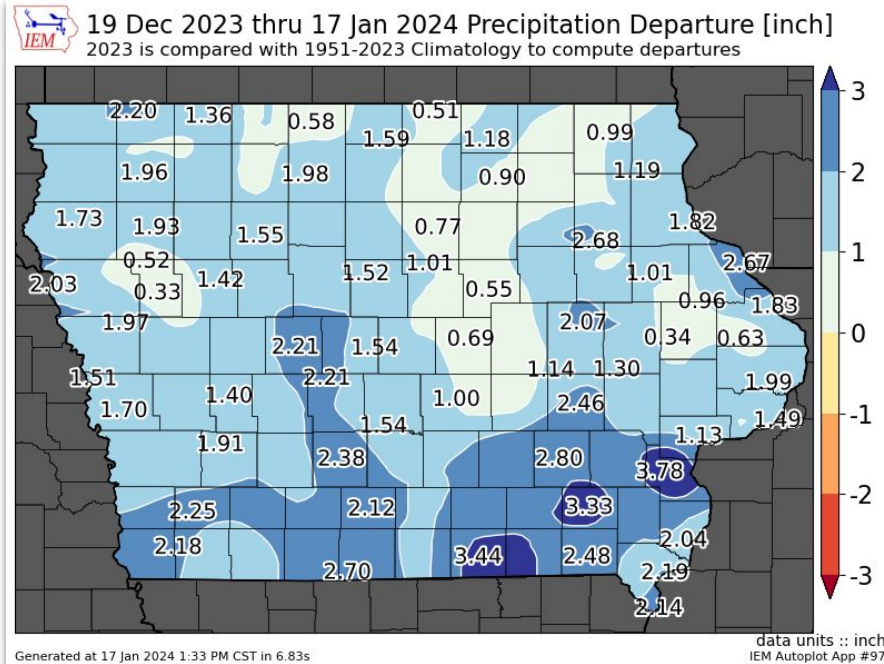 IEM
19 Dec 2023 thru 17 Jan 2024 Precipitation Departure [inch]
2023 is compared with 1951-2023 Climatology to compute departures
2.20 1.36 0.58 0.51
1.59 1.18 0.99
1.96 1.98 0.90 1.19
1.73 1.93 1.55 0.77 2.68 1.82
0.52 1.52 1.01 1.01 2.67
2.03 0.33 1.42 0.55 0.96 1.83
1.97 2.07
2.21 1.54 0.69 0.34 0.63
1.51 2.21 1.14 1.30 1.99
1.70 1.40 1.00 2.46 1.49
1.91 1.54 1.13
2.38 2.80 3.78
2.25 2.12 3.33
2.18 3.44 2.48 2.04
2.70 2.19
2.14
3
2
1
0
-1
-2
-3
data units :: inch
Generated at 17 Jan 2024 1:33 PM CST in 6.83s
IEM Autoplot App #97